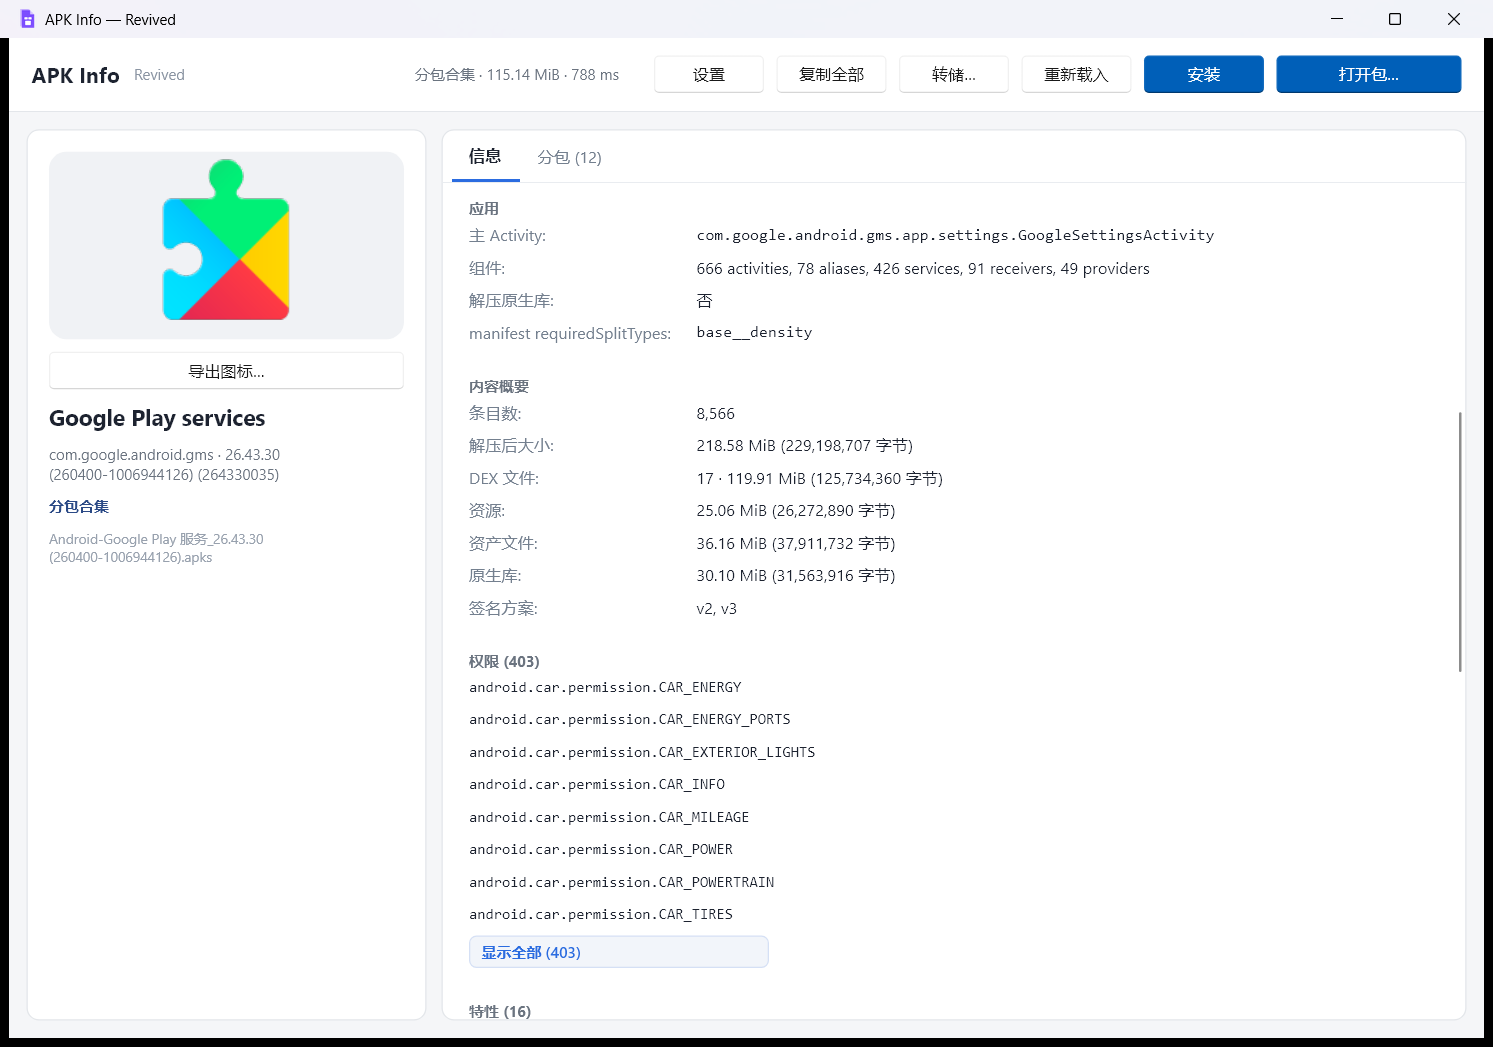 APK Info — Revived
APK Info Revived
分包合集 · 115.14 MiB · 788 ms
设置
复制全部
转储...
重新载入
安装
打开包...
导出图标...
Google Play services
com.google.android.gms · 26.43.30
(260400-1006944126) (264330035)
分包合集
Android-Google Play 服务_26.43.30
(260400-1006944126).apks
信息
分包 (12)
应用
主 Activity: com.google.android.gms.app.settings.GoogleSettingsActivity
组件: 666 activities, 78 aliases, 426 services, 91 receivers, 49 providers
解压原生库: 否
manifest requiredSplitTypes: base__density
内容概要
条目数: 8,566
解压后大小: 218.58 MiB (229,198,707 字节)
DEX 文件: 17 · 119.91 MiB (125,734,360 字节)
资源: 25.06 MiB (26,272,890 字节)
资产文件: 36.16 MiB (37,911,732 字节)
原生库: 30.10 MiB (31,563,916 字节)
签名方案: v2, v3
权限 (403)
android.car.permission.CAR_ENERGY
android.car.permission.CAR_ENERGY_PORTS
android.car.permission.CAR_EXTERIOR_LIGHTS
android.car.permission.CAR_INFO
android.car.permission.CAR_MILEAGE
android.car.permission.CAR_POWER
android.car.permission.CAR_POWERTRAIN
android.car.permission.CAR_TIRES
显示全部 (403)
特性 (16)